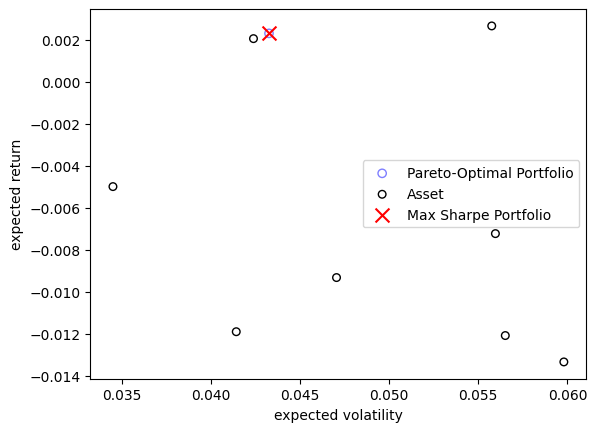 0.002
0.000
−0.002
−0.004
−0.006
−0.008
−0.010
−0.012
−0.014
expected return
Pareto-Optimal Portfolio
Asset
Max Sharpe Portfolio
0.035 0.040 0.045 0.050 0.055 0.060
expected volatility